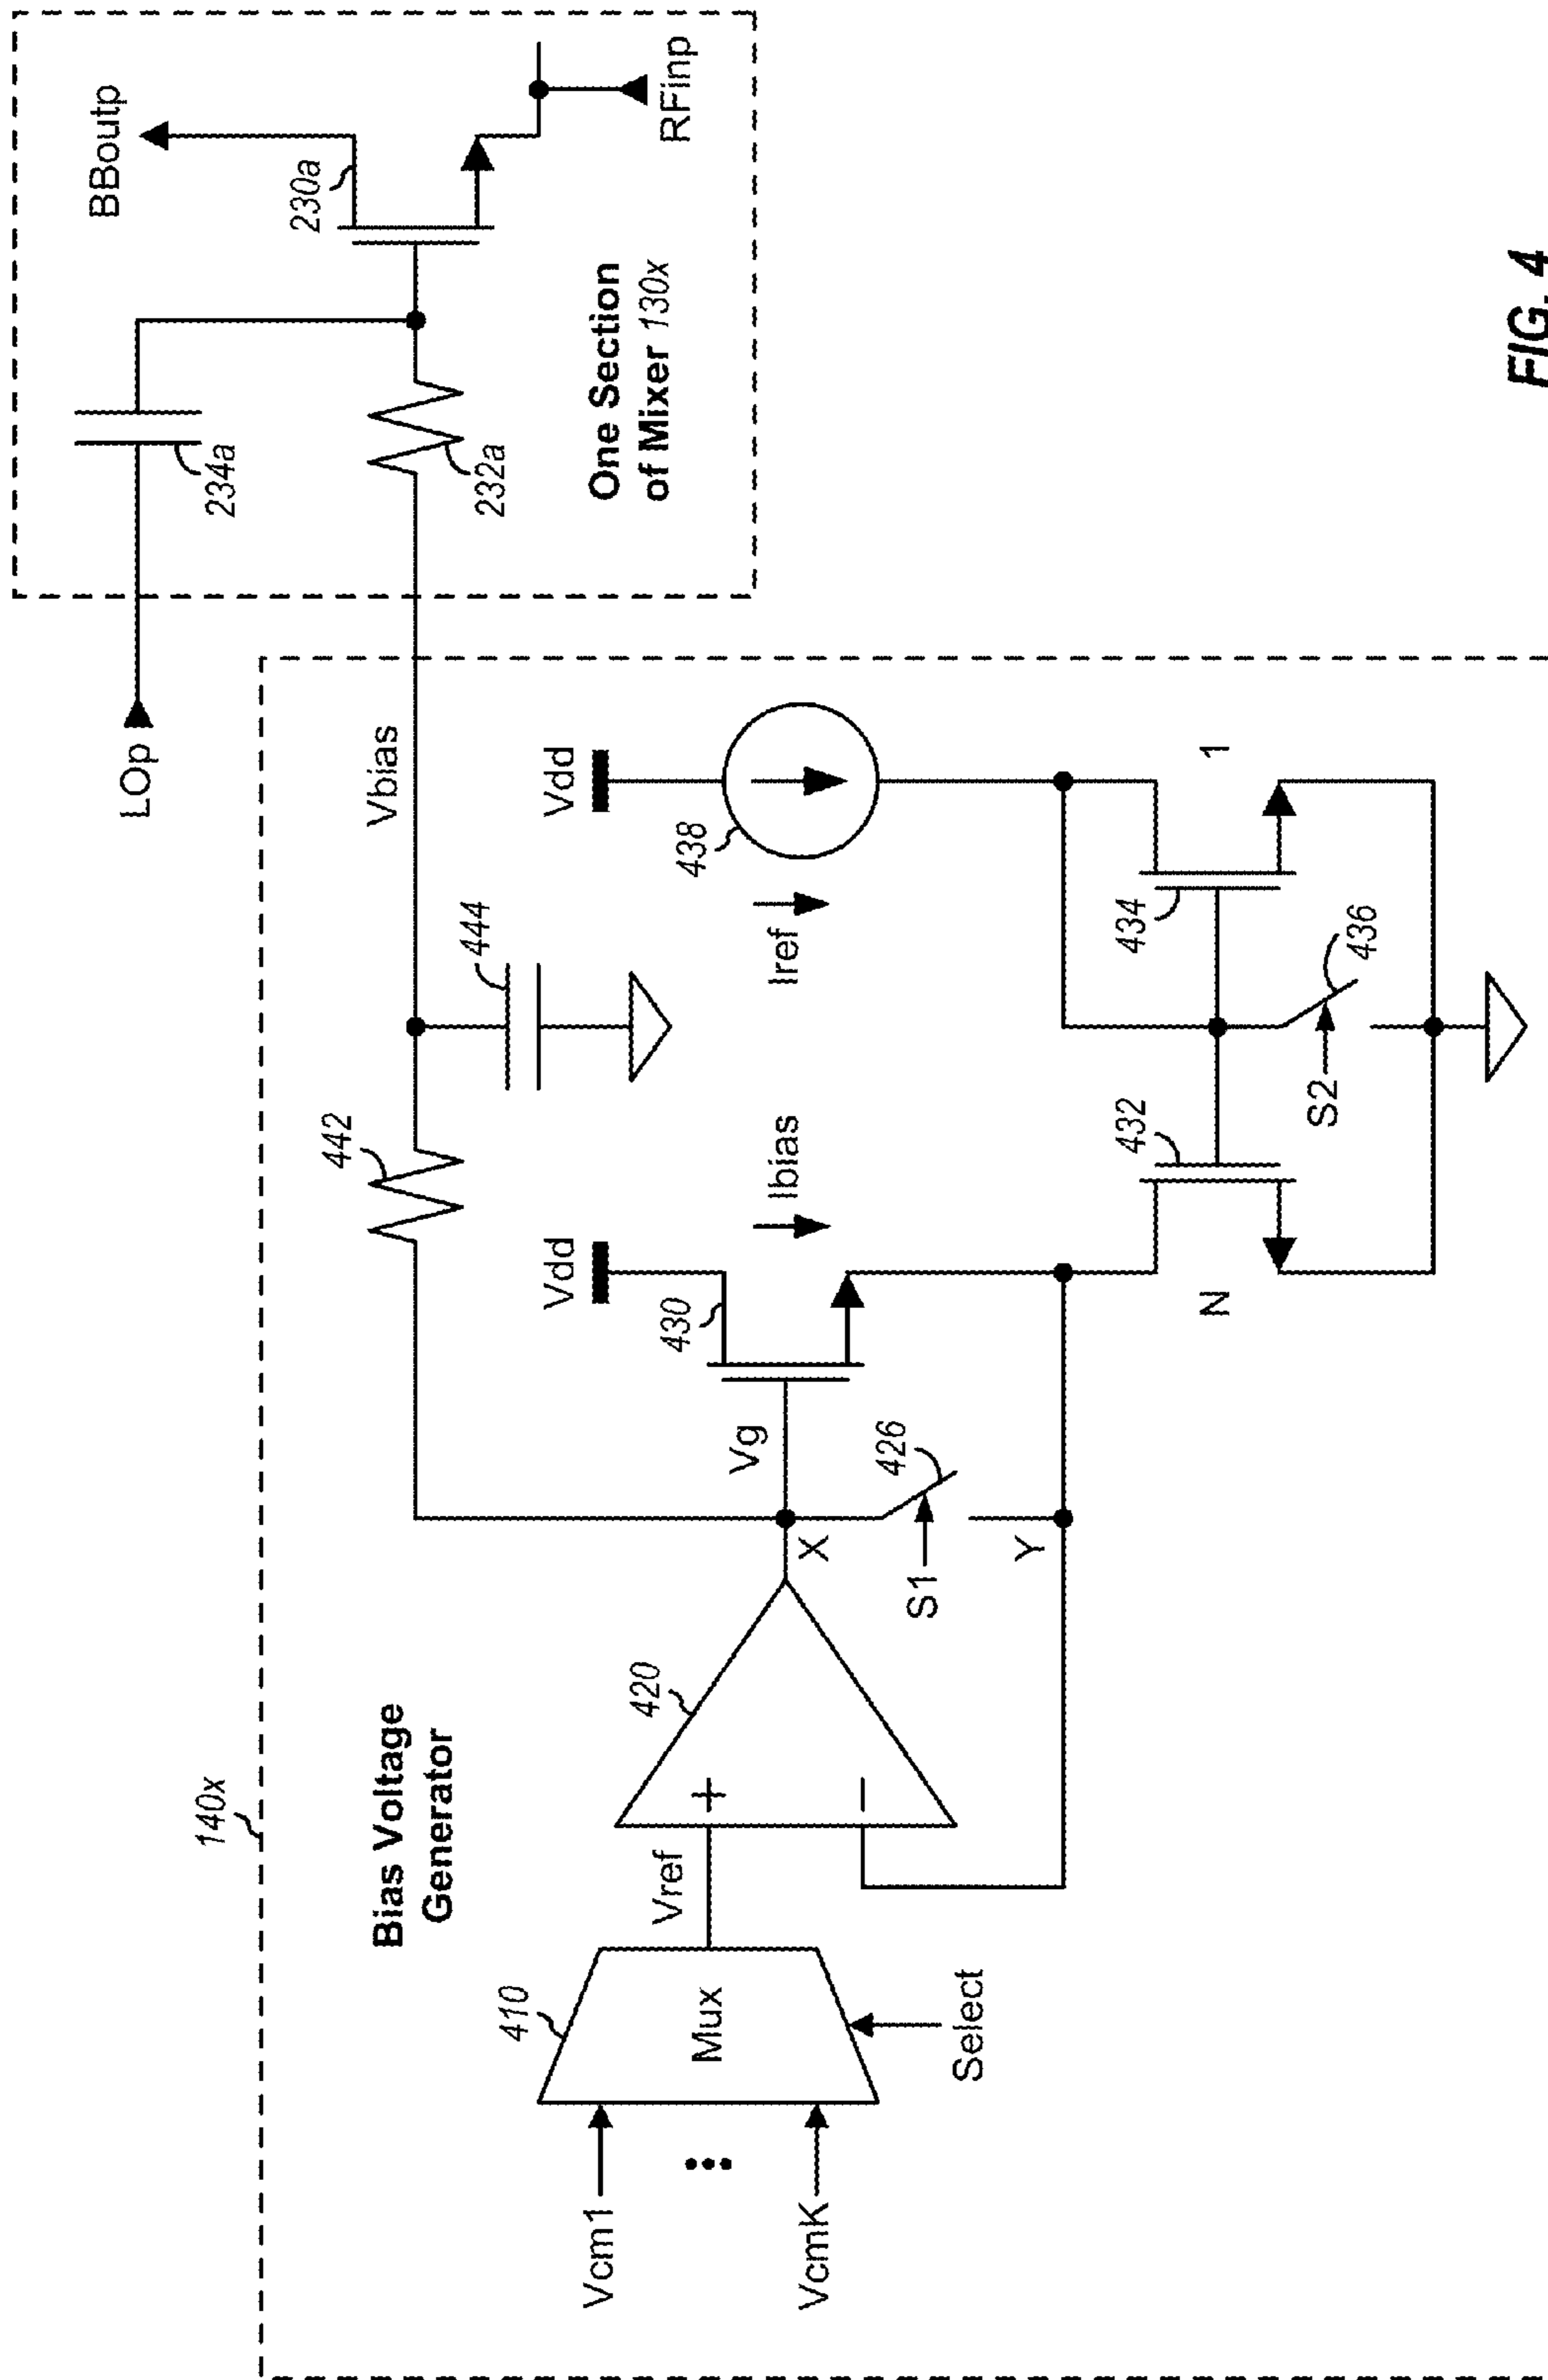 140x
Bias Voltage
Generator
Vcm1
VcmK
410
Mux
Select
Vref
420
X
S1
426
Y
Vg
430
Vdd
Ibias
442
444
Vbias
Vdd
438
Iref
N
432
S2
436
434
1
LOp
234a
232a
One Section
of Mixer 130x
230a
BBoutp
RFinp
+
−
FIG. 4